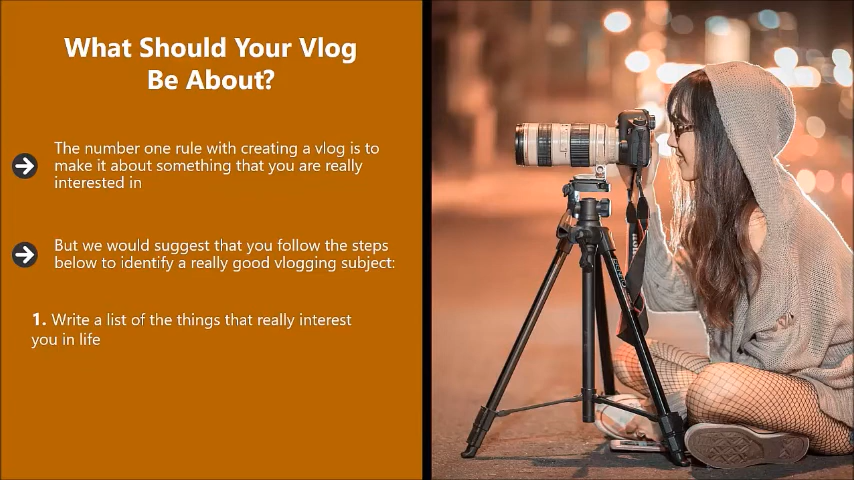 What Should Your Vlog
Be About?
The number one rule with creating a vlog is to
make it about something that you are really
interested in
But we would suggest that you follow the steps
below to identify a really good vlogging subject:
1. Write a list of the things that really interest
you in life